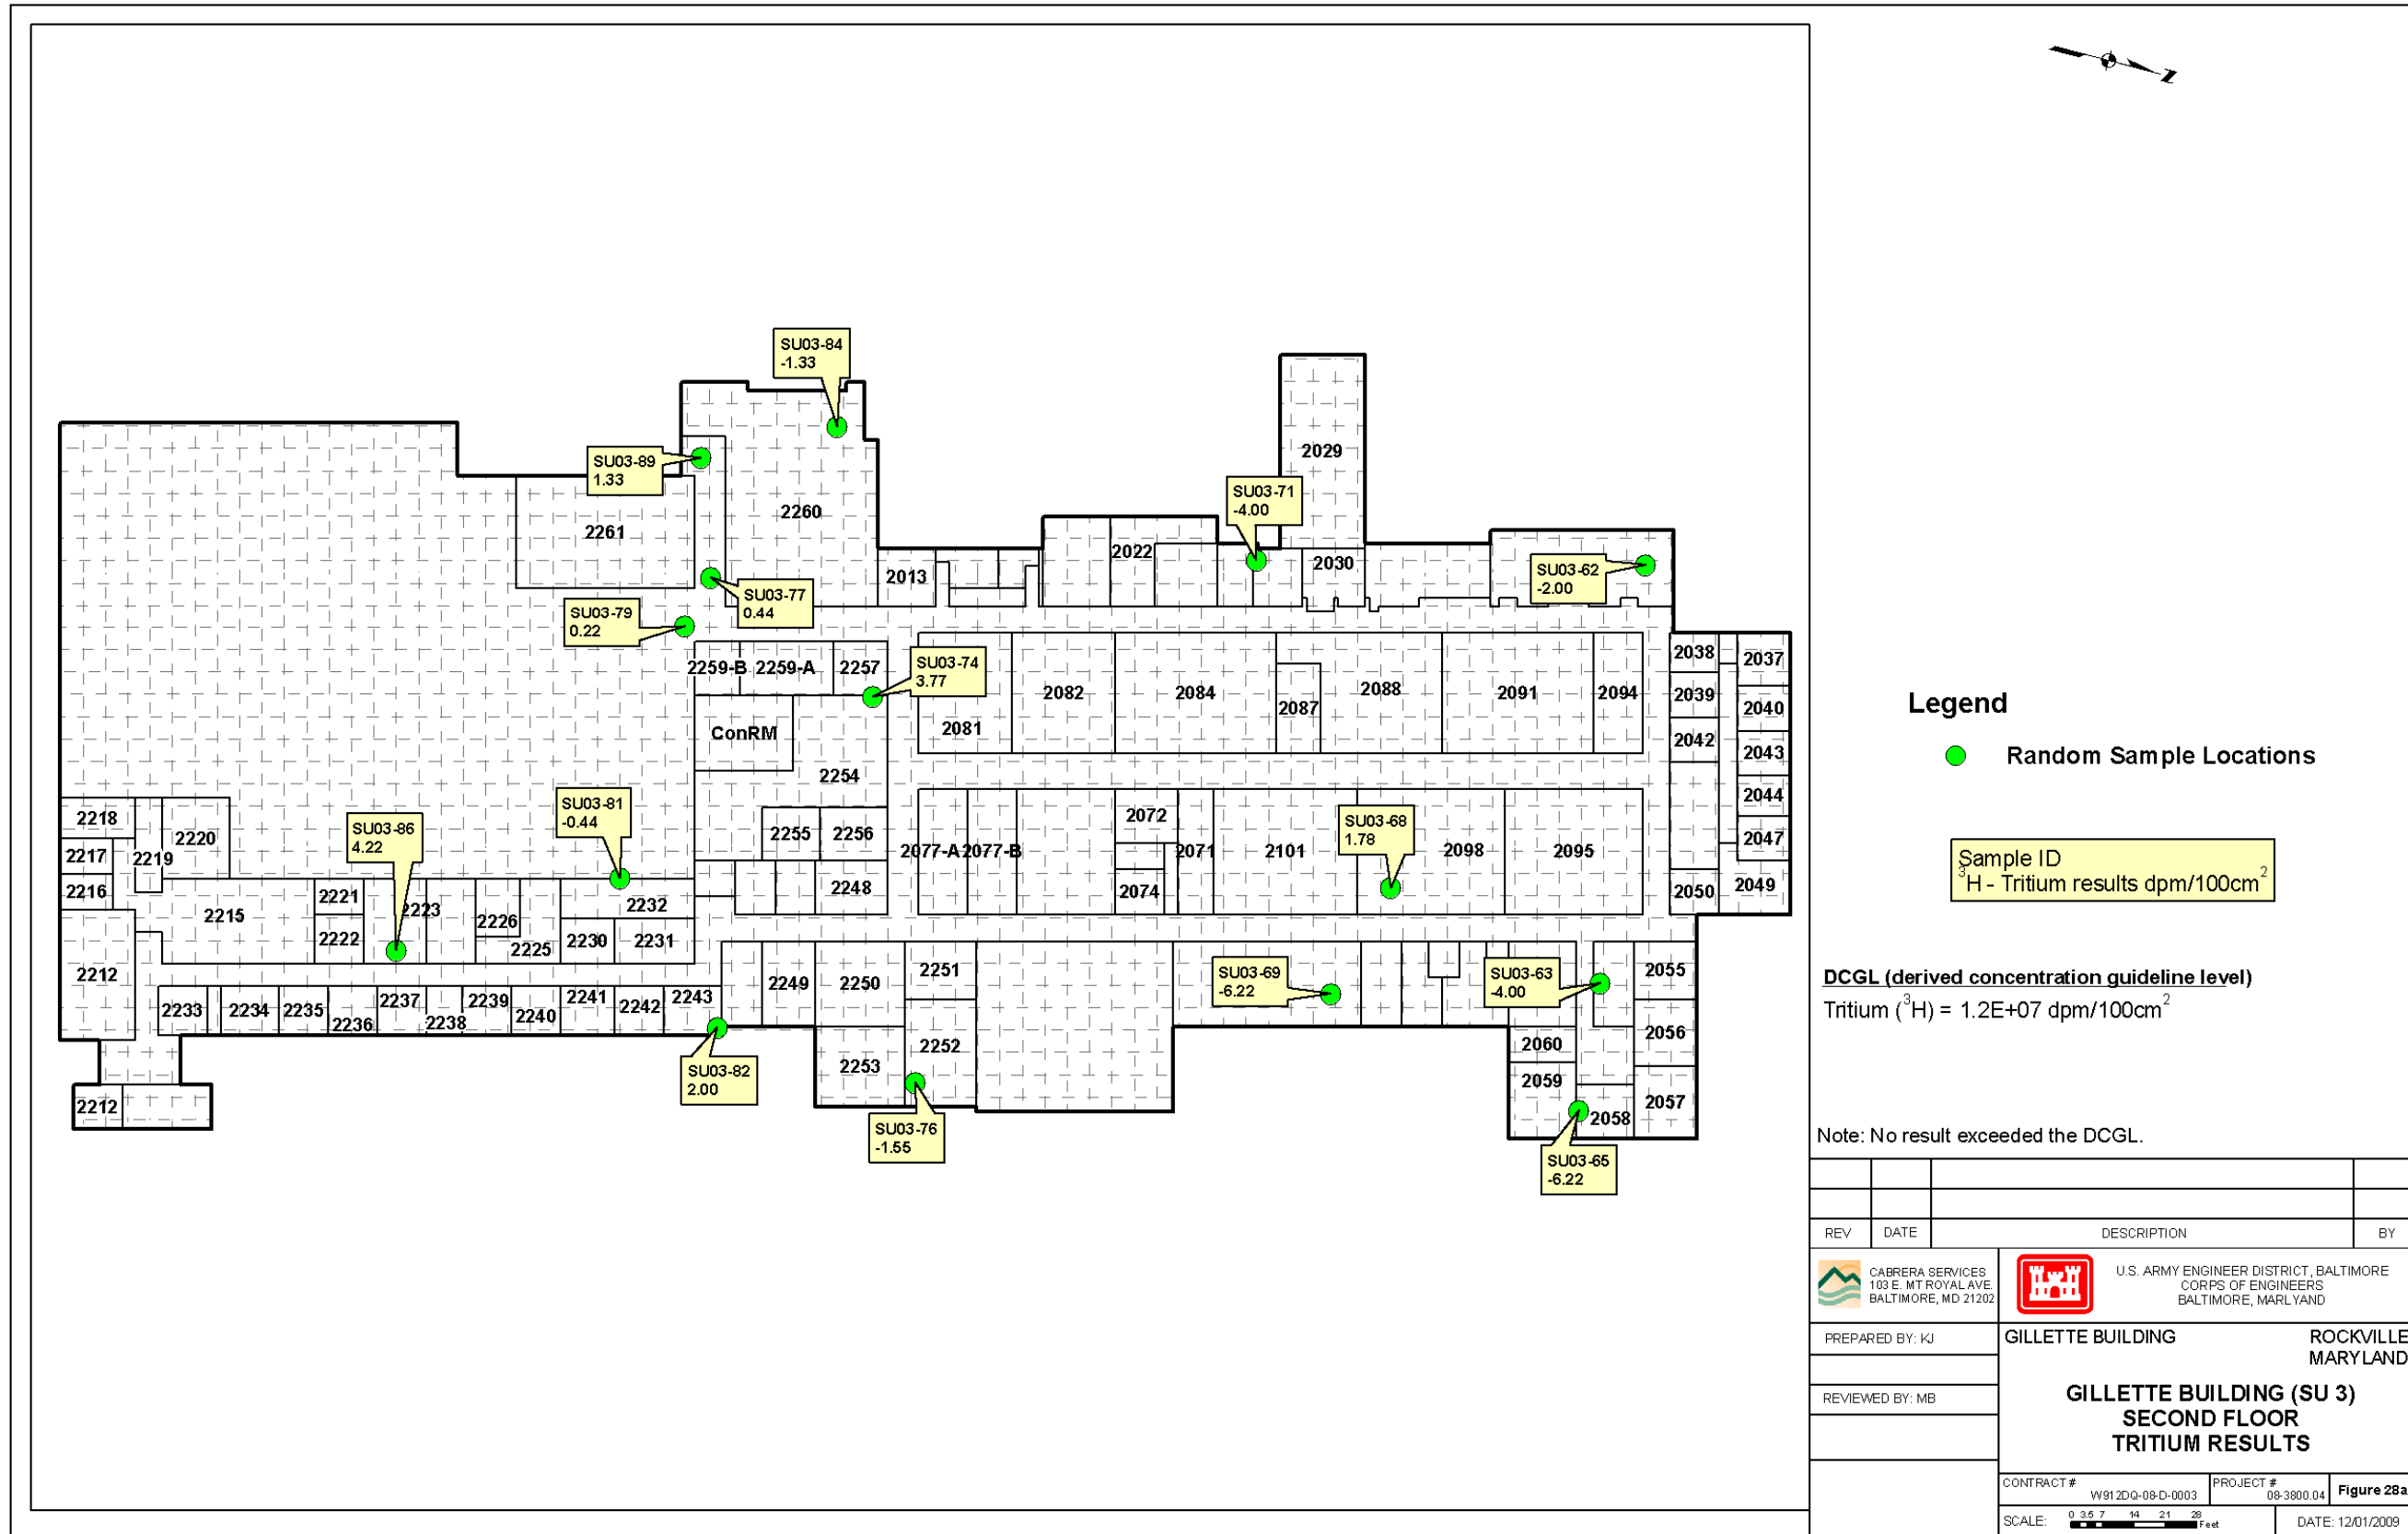 SU03-84
-1.33
SU03-89
1.33
2029
SU03-71
-4.00
2260
2261
2022
2030
SU03-62
-2.00
2013
SU03-77
0.44
SU03-79
0.22
2259-B
2259-A
2257
SU03-74
3.77
2081
2082
2084
2087
2088
2091
2094
2038
2037
2039
2040
2042
2043
2044
2047
2050
2049
ConRM
2254
2255
2256
2248
2077-A
2077-B
2072
2074
2071
2101
SU03-68
1.78
2098
2095
2218
2217
2216
2219
2220
SU03-86
4.22
SU03-81
-0.44
2215
2221
2222
2223
2226
2225
2232
2230
2231
2212
2233
2234
2235
2236
2237
2238
2239
2240
2241
2242
2243
2249
2250
2251
2252
2253
SU03-69
-6.22
SU03-63
-4.00
2055
2056
2057
2060
2059
2058
2212
SU03-82
2.00
SU03-76
-1.55
SU03-65
-6.22
N
Legend
Random Sample Locations
Sample ID
³H - Tritium results dpm/100cm²
DCGL (derived concentration guideline level)
Tritium (³H) = 1.2E+07 dpm/100cm²
Note: No result exceeded the DCGL.
REV DATE DESCRIPTION BY
CABRERA SERVICES
103 E. MT ROYAL AVE.
BALTIMORE, MD 21202
U.S. ARMY ENGINEER DISTRICT, BALTIMORE
CORPS OF ENGINEERS
BALTIMORE, MARLYAND
PREPARED BY: KJ
REVIEWED BY: MB
GILLETTE BUILDING ROCKVILLE
MARYLAND
GILLETTE BUILDING (SU 3)
SECOND FLOOR
TRITIUM RESULTS
CONTRACT #
W912DQ-08-D-0003
PROJECT #
08-3800.04
Figure 28a
SCALE: 0 3.5 7 14 21 28
Feet
DATE: 12/01/2009